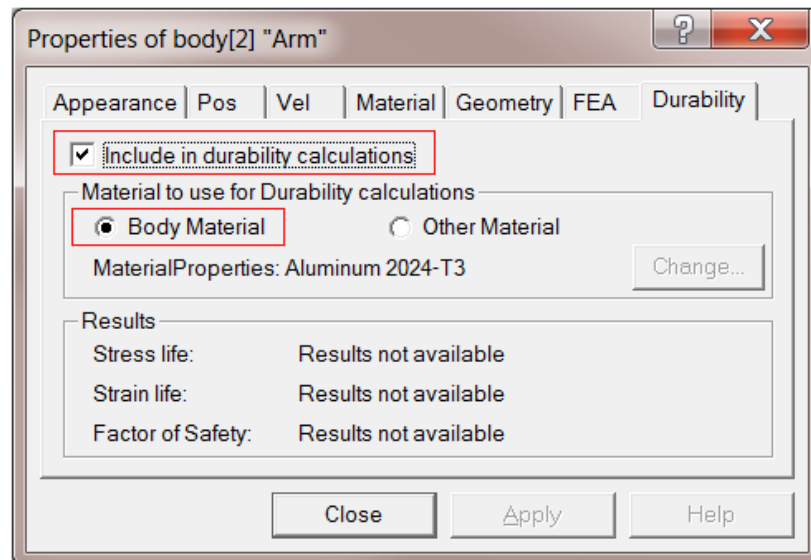 Properties of body[2] "Arm"
Appearance Pos Vel Material Geometry FEA Durability
Include in durability calculations
Material to use for Durability calculations
Body Material Other Material
MaterialProperties: Aluminum 2024-T3 Change...
Results
Stress life: Results not available
Strain life: Results not available
Factor of Safety: Results not available
Close Apply Help